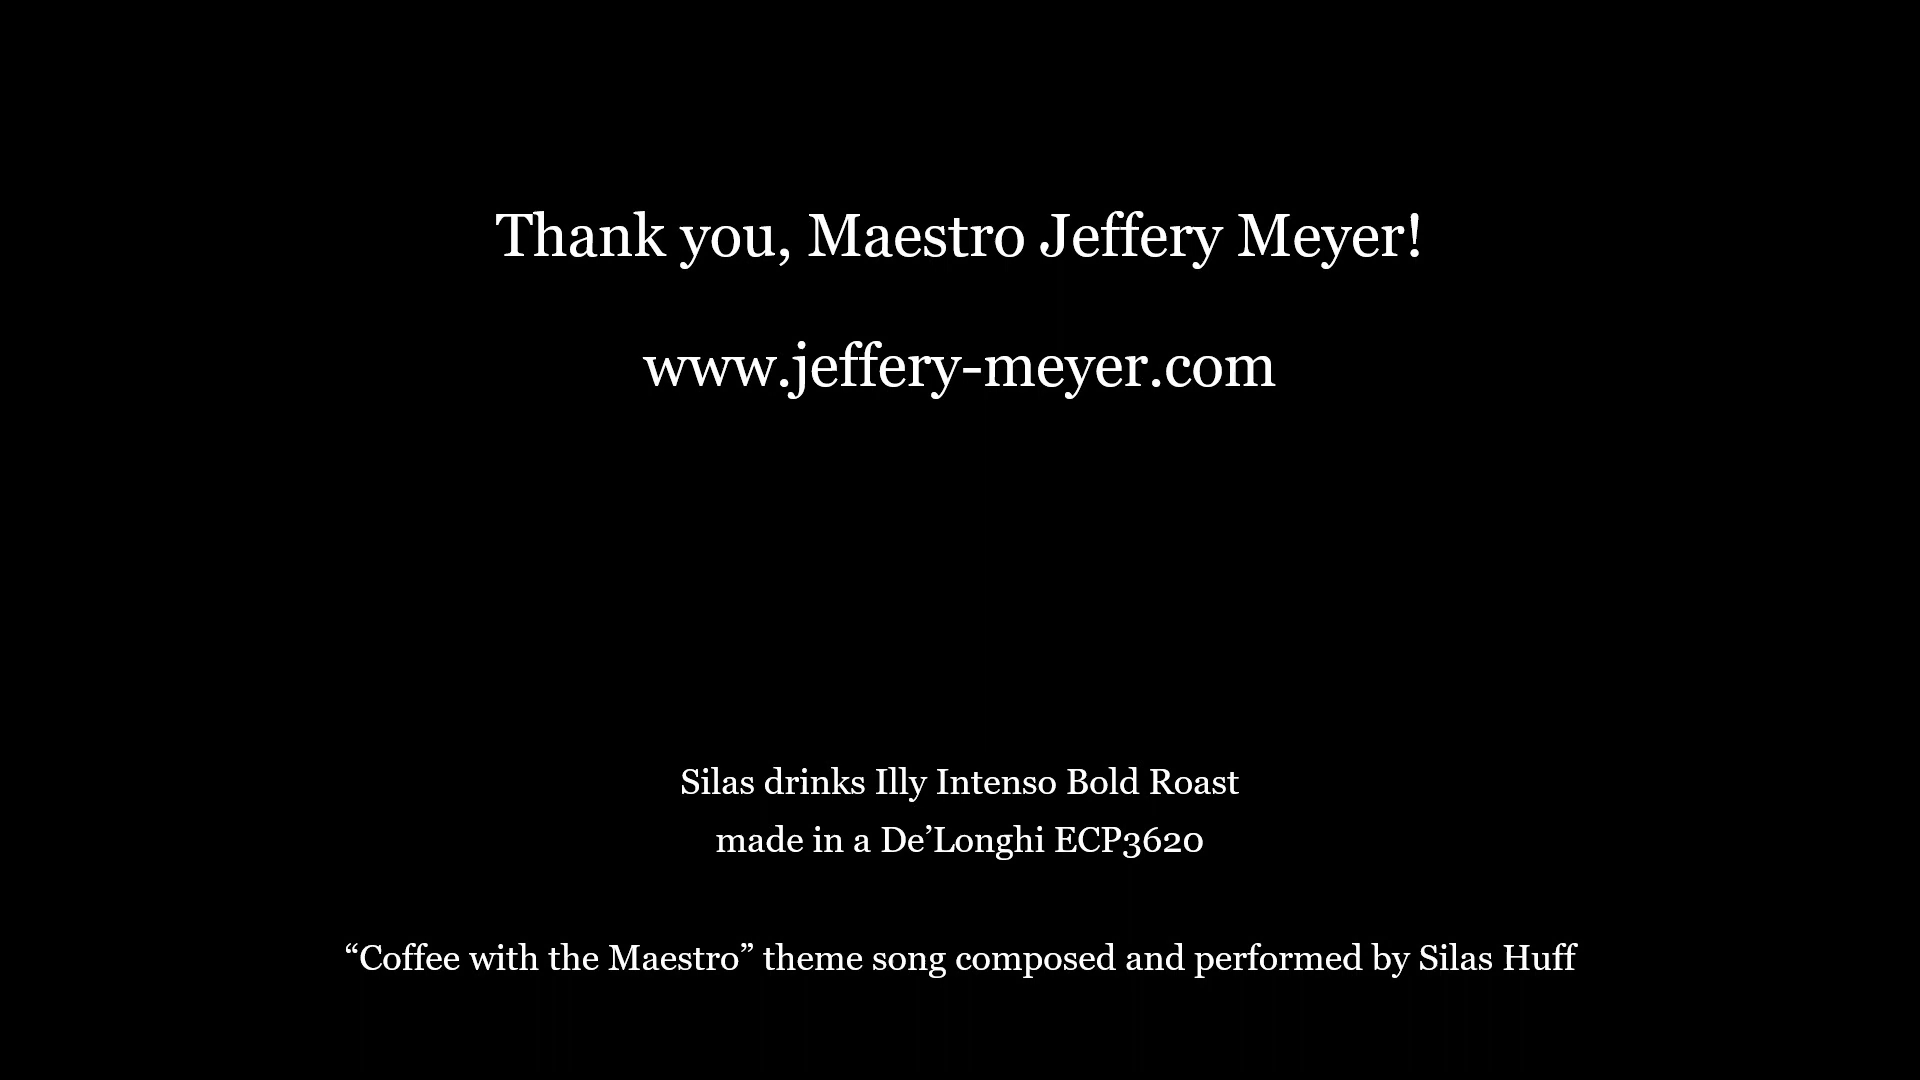 Thank you, Maestro Jeffery Meyer!
www.jeffery-meyer.com
Silas drinks Illy Intenso Bold Roast
made in a De’Longhi ECP3620
“Coffee with the Maestro” theme song composed and performed by Silas Huff